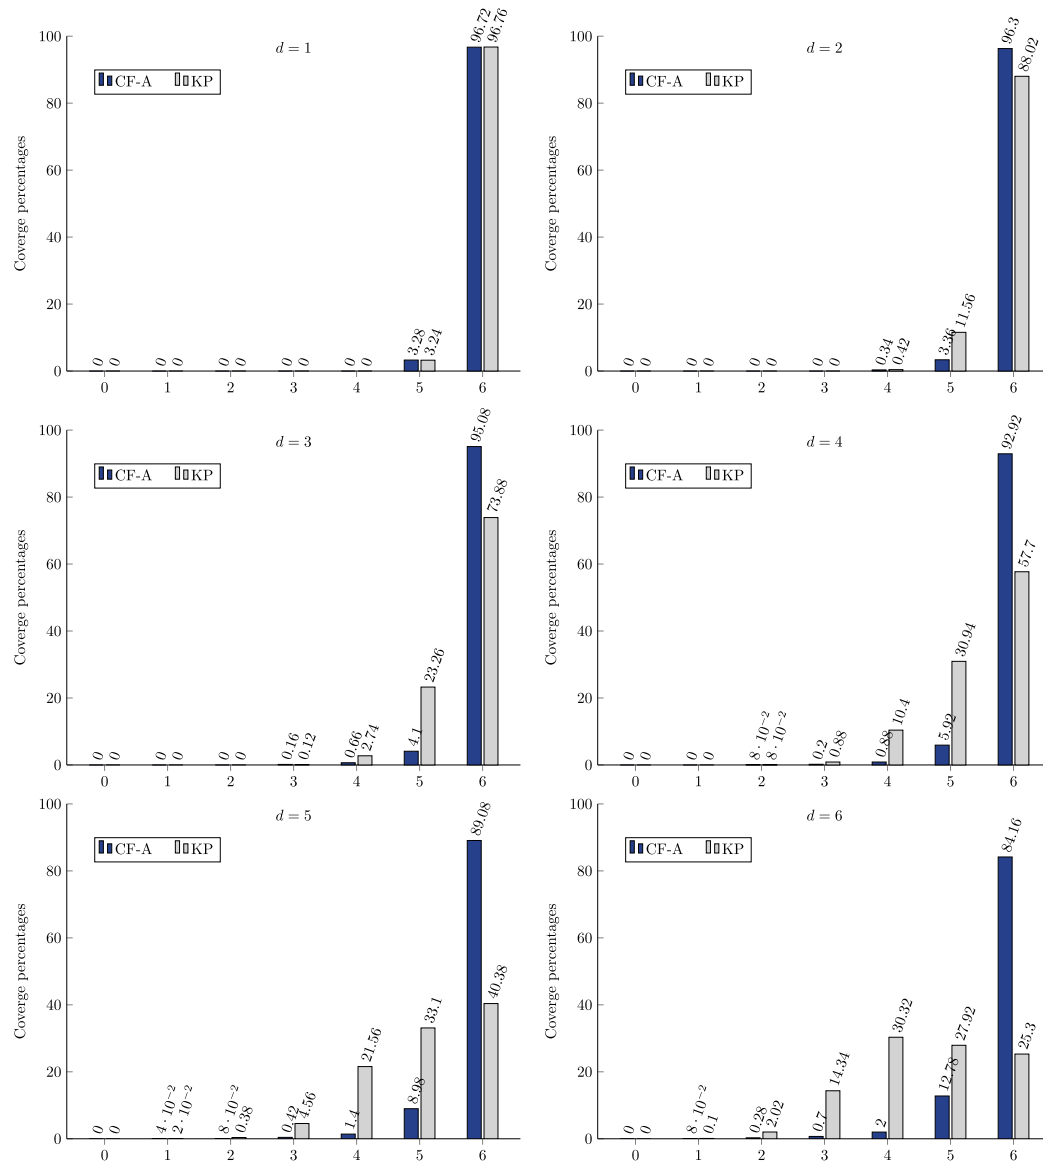 d = 1
CF-A KP
Coverge percentages
0 20 40 60 80 100
0 0 0 0 0 3.28 96.72
0 0 0 0 0 3.24 96.76
0 1 2 3 4 5 6
d = 2
CF-A KP
Coverge percentages
0 20 40 60 80 100
0 0 0 0 0.34 3.36 96.3
0 0 0 0 0.42 11.56 88.02
0 1 2 3 4 5 6
d = 3
CF-A KP
Coverge percentages
0 20 40 60 80 100
0 0 0 0.16 0.66 4.1 95.08
0 0 0 0.12 2.74 23.26 73.88
0 1 2 3 4 5 6
d = 4
CF-A KP
Coverge percentages
0 20 40 60 80 100
0 0 8 · 10⁻² 0.2 0.88 5.92 92.92
0 0 8 · 10⁻² 0.88 10.4 30.94 57.7
0 1 2 3 4 5 6
d = 5
CF-A KP
Coverge percentages
0 20 40 60 80 100
0 4 · 10⁻² 8 · 10⁻² 0.42 1.4 8.98 89.08
0 2 · 10⁻² 0.38 4.56 21.56 33.1 40.38
0 1 2 3 4 5 6
d = 6
CF-A KP
Coverge percentages
0 20 40 60 80 100
0 8 · 10⁻² 0.28 0.7 2 12.78 84.16
0 0.1 2.02 14.34 30.32 27.92 25.3
0 1 2 3 4 5 6